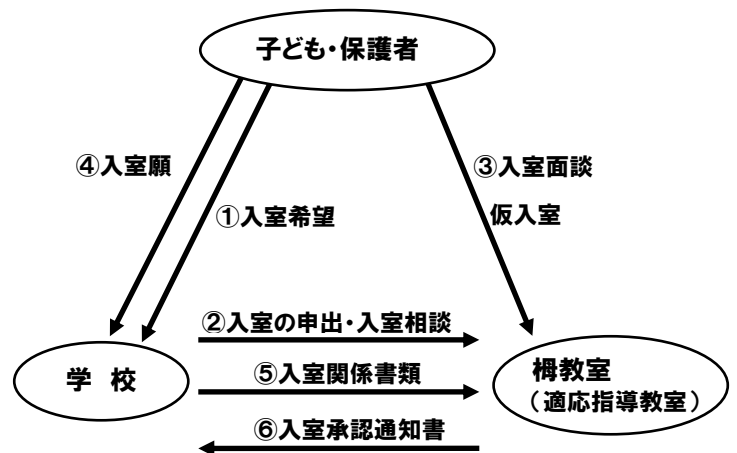 子ども・保護者
④入室願
③入室面談
①入室希望
仮入室
②入室の申出・入室相談
学 校
⑤入室関係書類
栂教室
(適応指導教室)
⑥入室承認通知書